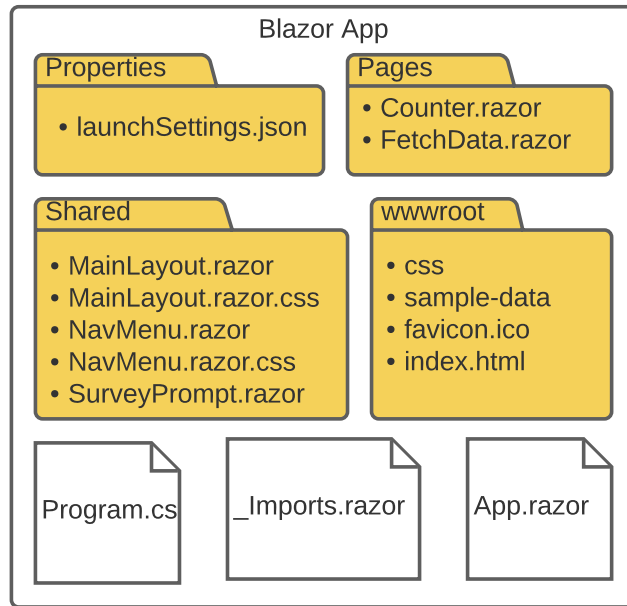 Blazor App
Properties
• launchSettings.json
Pages
• Counter.razor
• FetchData.razor
Shared
• MainLayout.razor
• MainLayout.razor.css
• NavMenu.razor
• NavMenu.razor.css
• SurveyPrompt.razor
wwwroot
• css
• sample-data
• favicon.ico
• index.html
Program.cs
_Imports.razor
App.razor